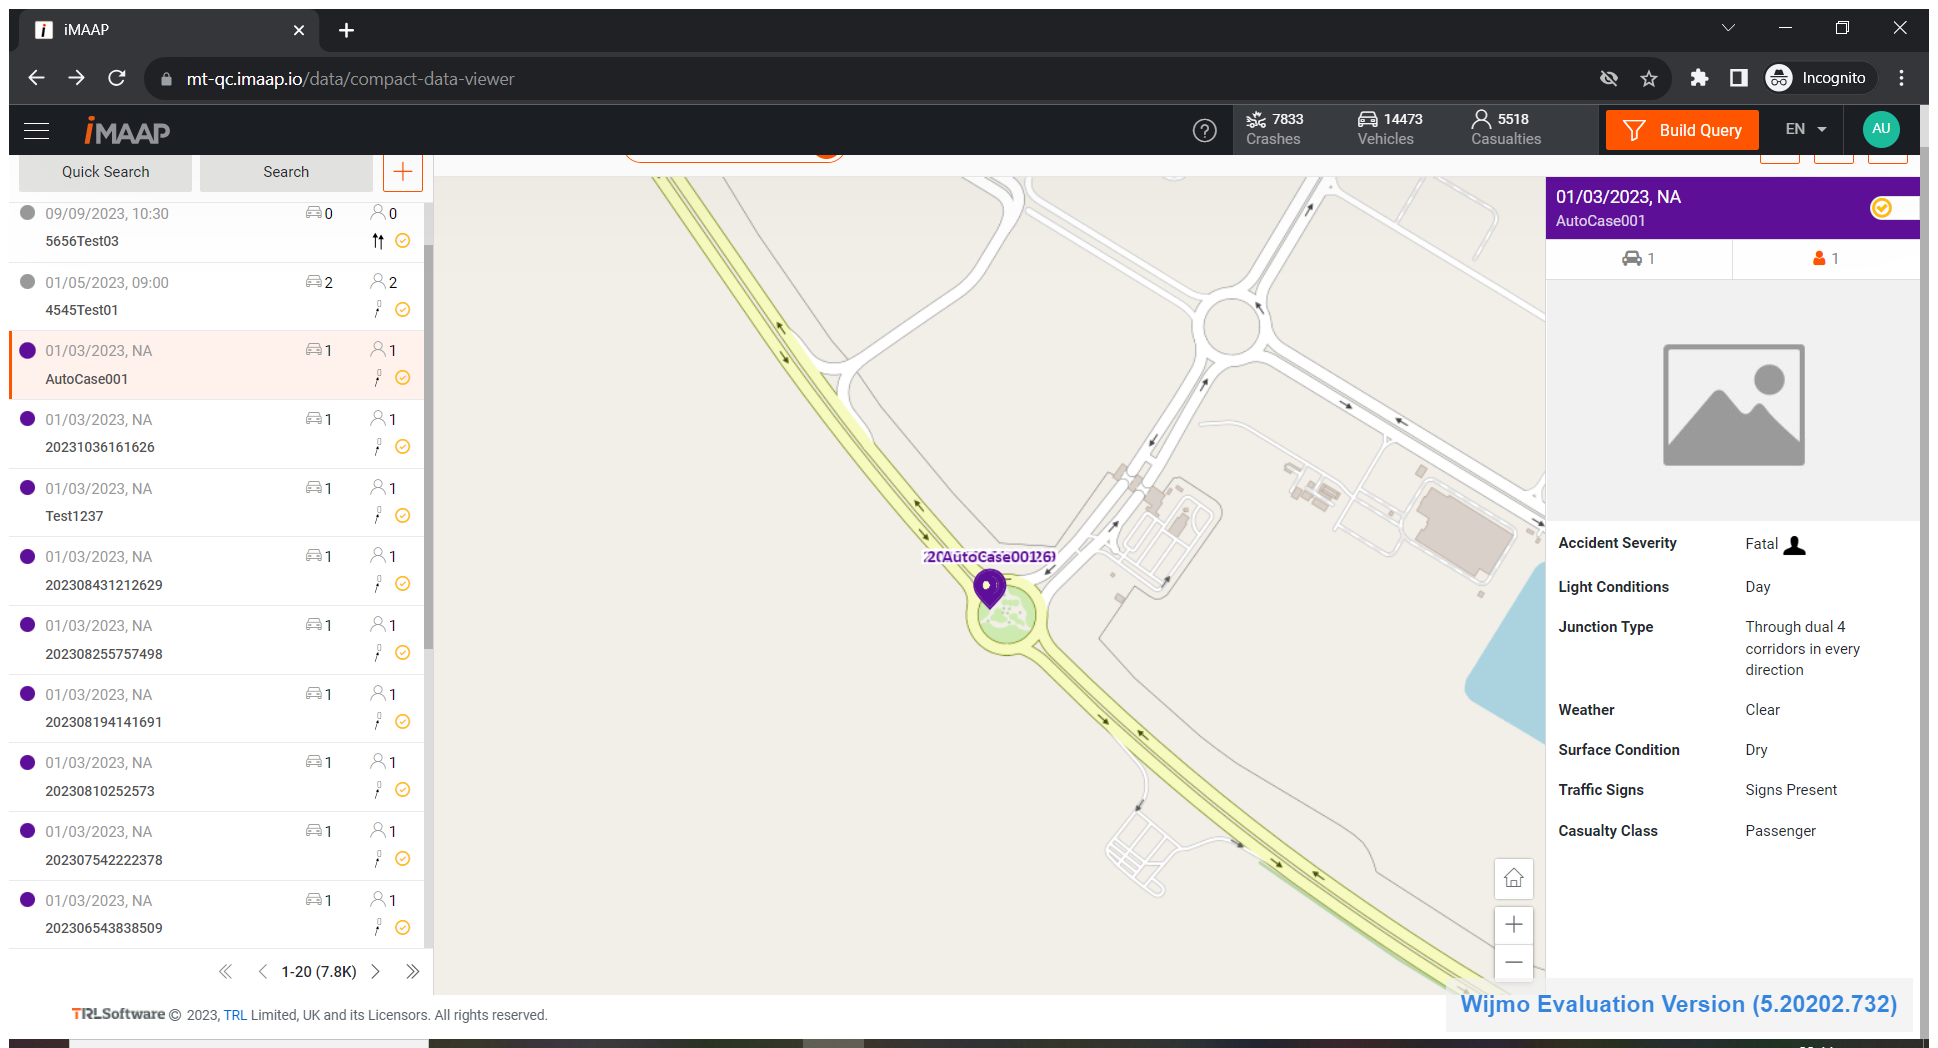 iMAAP
mt-qc.imaap.io/data/compact-data-viewer
Incognito
iMAAP
7833
Crashes
14473
Vehicles
5518
Casualties
Build Query
EN
AU
Quick Search
Search
09/09/2023, 10:30
0
0
5656Test03
01/05/2023, 09:00
2
2
4545Test01
01/03/2023, NA
1
1
AutoCase001
01/03/2023, NA
1
1
20231036161626
01/03/2023, NA
1
1
Test1237
01/03/2023, NA
1
1
202308431212629
01/03/2023, NA
1
1
202308255757498
01/03/2023, NA
1
1
202308194141691
01/03/2023, NA
1
1
20230810252573
01/03/2023, NA
1
1
202307542222378
01/03/2023, NA
1
1
202306543838509
1-20 (7.8K)
AutoCase001
01/03/2023, NA
AutoCase001
1
1
Accident Severity
Fatal
Light Conditions
Day
Junction Type
Through dual 4
corridors in every
direction
Weather
Clear
Surface Condition
Dry
Traffic Signs
Signs Present
Casualty Class
Passenger
TRLSoftware © 2023, TRL Limited, UK and its Licensors. All rights reserved.
Wijmo Evaluation Version (5.20202.732)